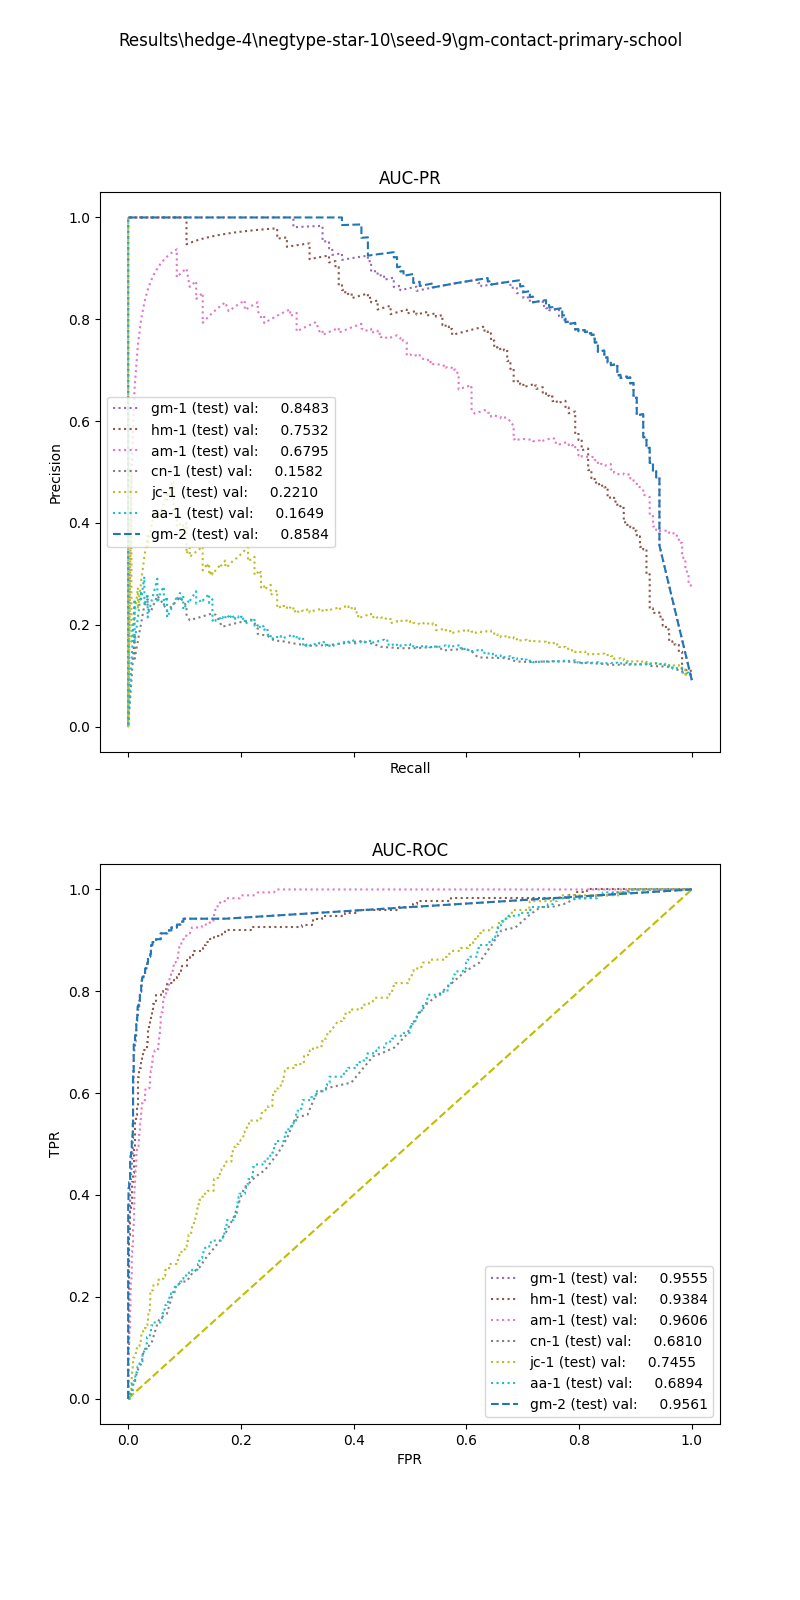 Results\hedge-4\negtype-star-10\seed-9\gm-contact-primary-school
AUC-PR
1.0
0.8
0.6
0.4
0.2
0.0
Precision
gm-1 (test) val: 0.8483
hm-1 (test) val: 0.7532
am-1 (test) val: 0.6795
cn-1 (test) val: 0.1582
jc-1 (test) val: 0.2210
aa-1 (test) val: 0.1649
gm-2 (test) val: 0.8584
Recall
AUC-ROC
1.0
0.8
0.6
0.4
0.2
0.0
TPR
gm-1 (test) val: 0.9555
hm-1 (test) val: 0.9384
am-1 (test) val: 0.9606
cn-1 (test) val: 0.6810
jc-1 (test) val: 0.7455
aa-1 (test) val: 0.6894
gm-2 (test) val: 0.9561
0.0 0.2 0.4 0.6 0.8 1.0
FPR